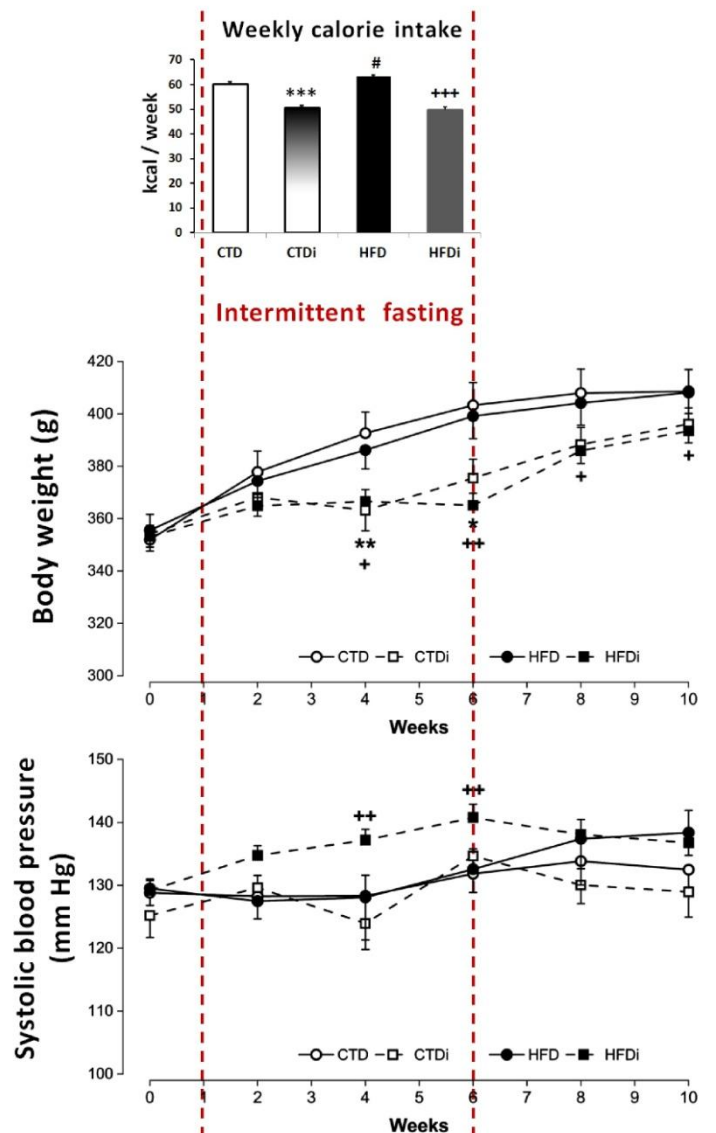 Weekly calorie intake
kcal / week
70
60
50
40
30
20
10
0
***
#
+++
CTD
CTDi
HFD
HFDi
Intermittent fasting
Body weight (g)
420
400
380
360
340
320
300
**
+
*
++
+
+
CTD CTDi HFD HFDi
0 1 2 3 4 5 6 7 8 9 10
Weeks
Systolic blood pressure
(mm Hg)
150
140
130
120
110
100
++
++
CTD CTDi HFD HFDi
0 1 2 3 4 5 6 7 8 9 10
Weeks